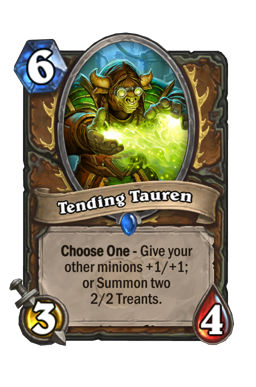 6
Tending Tauren
Choose One - Give your
other minions +1/+1;
or Summon two
2/2 Treants.
3
4